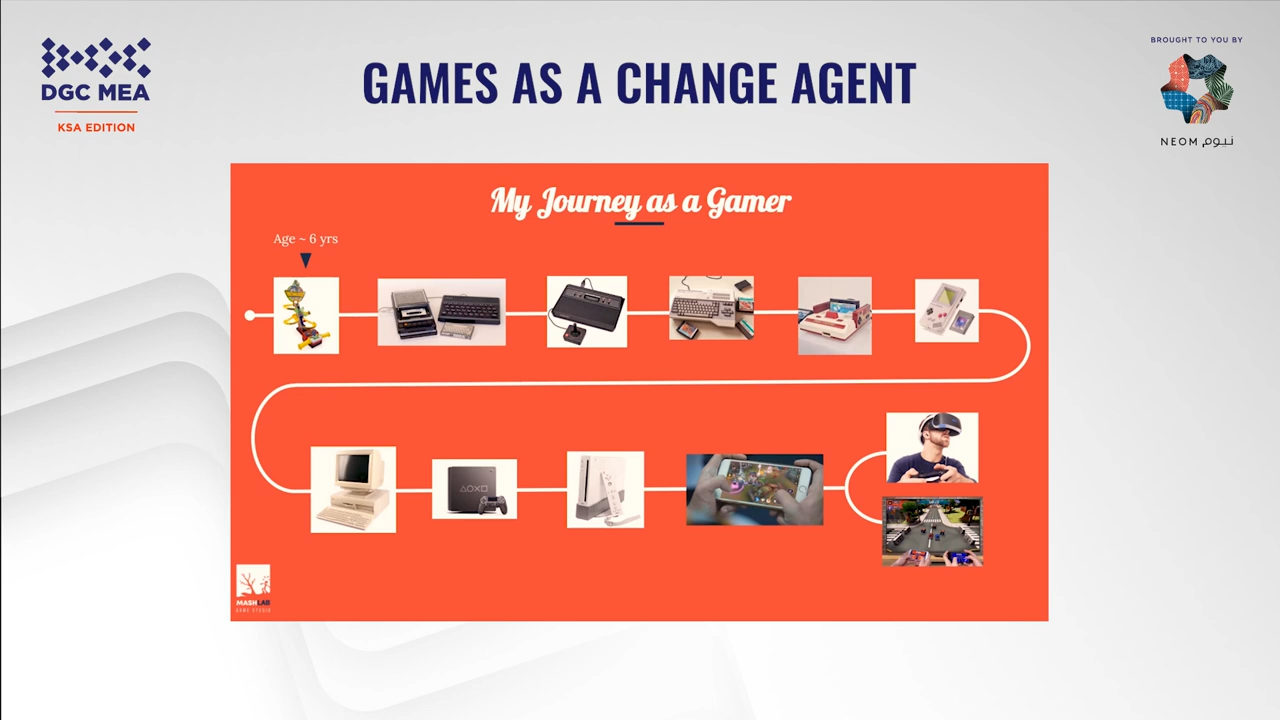 DGC MEA
KSA EDITION
GAMES AS A CHANGE AGENT
BROUGHT TO YOU BY
NEOM نيوم
My Journey as a Gamer
Age ~ 6 yrs
MASHLAB
GAME STUDIO